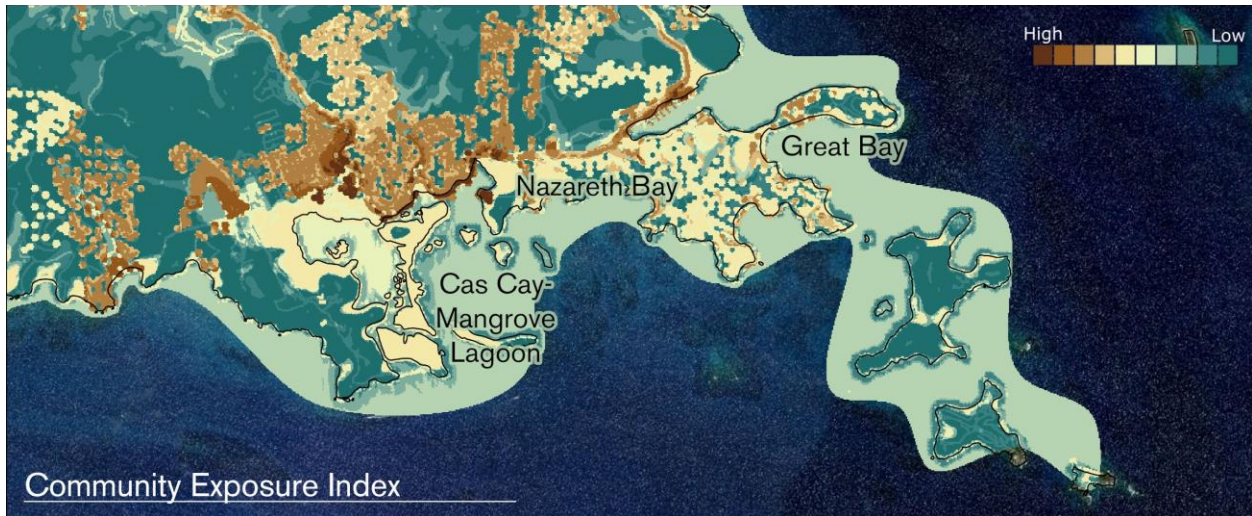 High Low
Great Bay
Nazareth Bay
Cas Cay-
Mangrove
Lagoon
Community Exposure Index